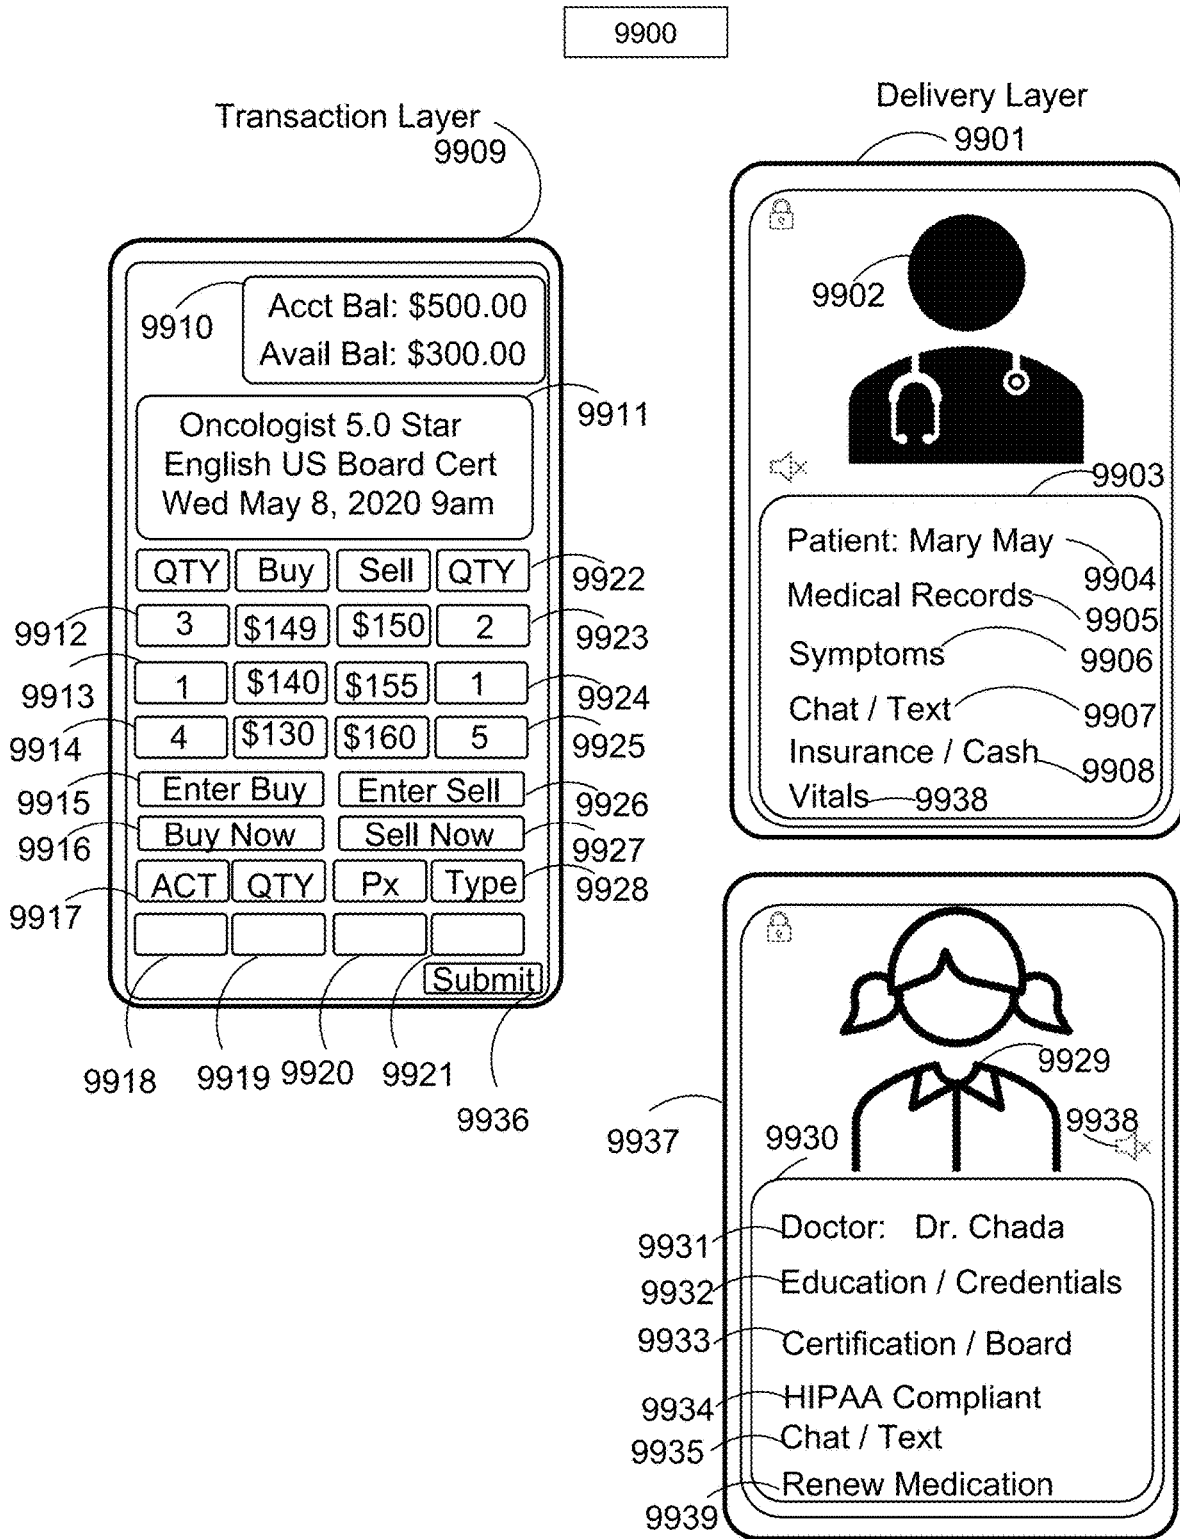 9900
Transaction Layer
9909
9910
Acct Bal: $500.00
Avail Bal: $300.00
9911
Oncologist 5.0 Star
English US Board Cert
Wed May 8, 2020 9am
QTY Buy Sell QTY 9922
9912 3 $149 $150 2 9923
9913 1 $140 $155 1 9924
9914 4 $130 $160 5 9925
9915 Enter Buy Enter Sell 9926
9916 Buy Now Sell Now 9927
9917 ACT QTY Px Type 9928
Submit
9918 9919 9920 9921
9936
Delivery Layer
9901
9902
9903
Patient: Mary May 9904
Medical Records 9905
Symptoms 9906
Chat / Text 9907
Insurance / Cash 9908
Vitals 9938
9929
9937
9930
9938
9931 Doctor: Dr. Chada
9932 Education / Credentials
9933 Certification / Board
9934 HIPAA Compliant
9935 Chat / Text
9939 Renew Medication